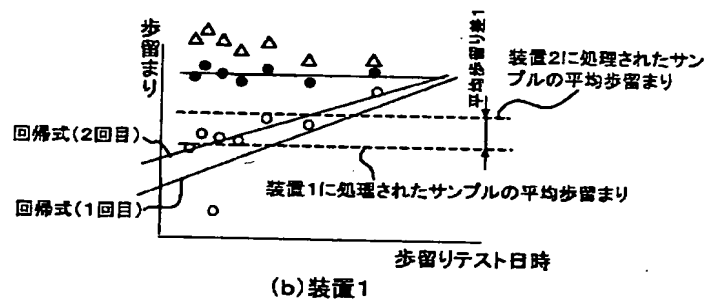 歩留まり
平均歩留り差1
装置2に処理されたサン
プルの平均歩留まり
回帰式(2回目)
回帰式(1回目)
装置1に処理されたサンプルの平均歩留まり
歩留りテスト日時
(b)装置1